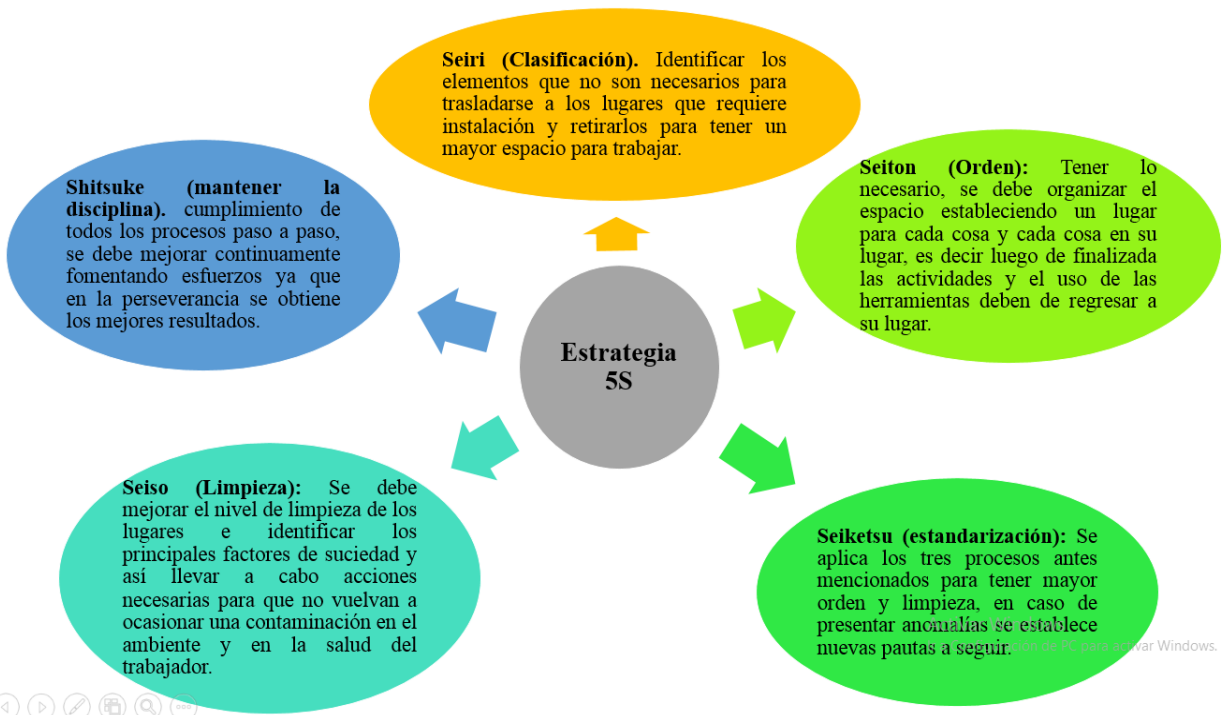 Seiri (Clasificación). Identificar los
elementos que no son necesarios para
trasladarse a los lugares que requiere
instalación y retirarlos para tener un
mayor espacio para trabajar.
Shitsuke (mantener la
disciplina). cumplimiento de
todos los procesos paso a paso,
se debe mejorar continuamente
fomentando esfuerzos ya que
en la perseverancia se obtiene
los mejores resultados.
Seiton (Orden): Tener lo
necesario, se debe organizar el
espacio estableciendo un lugar
para cada cosa y cada cosa en su
lugar, es decir luego de finalizada
las actividades y el uso de las
herramientas deben de regresar a
su lugar.
Estrategia
5S
Seiso (Limpieza): Se debe
mejorar el nivel de limpieza de los
lugares e identificar los
principales factores de suciedad y
así llevar a cabo acciones
necesarias para que no vuelvan a
ocasionar una contaminación en el
ambiente y en la salud del
trabajador.
Seiketsu (estandarización): Se
aplica los tres procesos antes
mencionados para tener mayor
orden y limpieza, en caso de
presentar anomalías se establece
nuevas pautas a seguir.
PC para activar Windows.